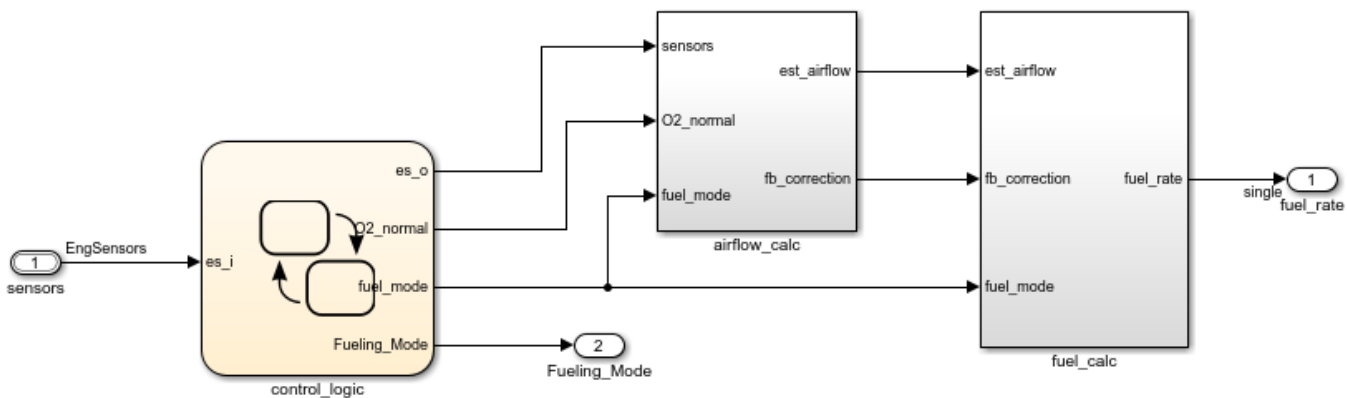 1
sensors
EngSensors
es_i
es_o
O2_normal
fuel_mode
Fueling_Mode
control_logic
2
Fueling_Mode
sensors
O2_normal
fuel_mode
est_airflow
fb_correction
airflow_calc
est_airflow
fb_correction
fuel_mode
fuel_rate
fuel_calc
single
1
fuel_rate